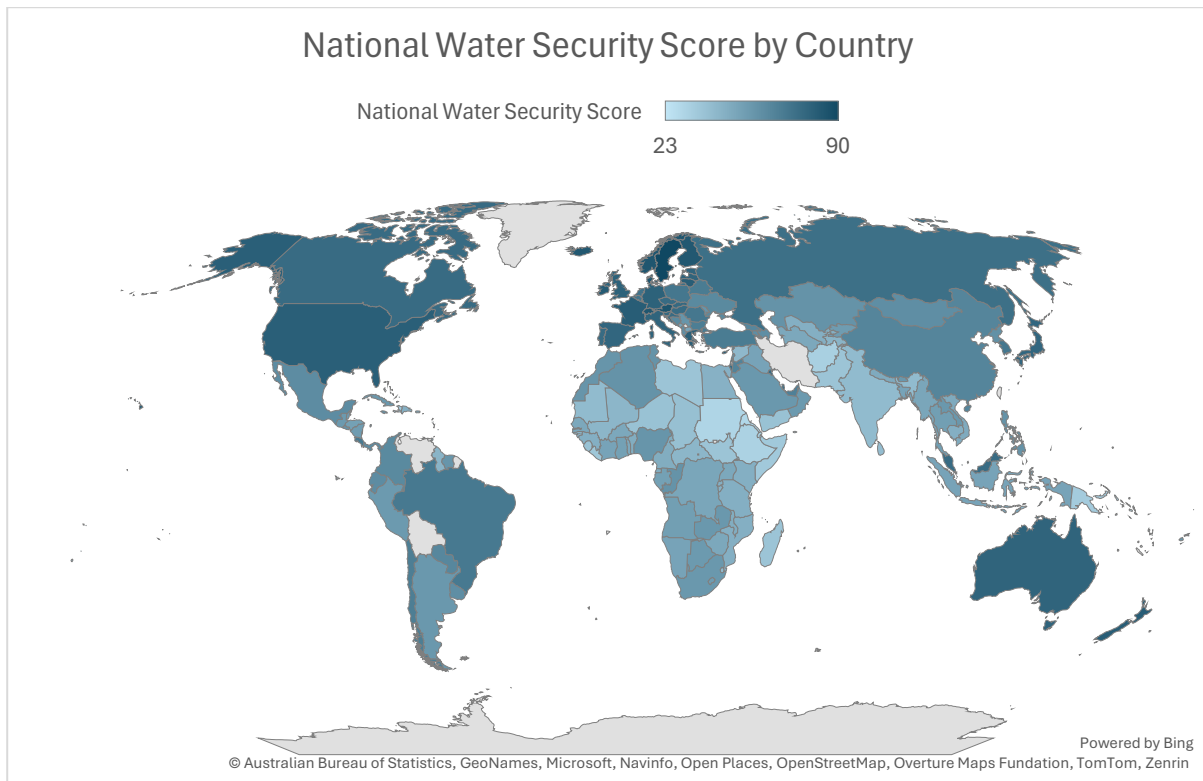 National Water Security Score by Country
National Water Security Score
23 90
Powered by Bing
© Australian Bureau of Statistics, GeoNames, Microsoft, Navinfo, Open Places, OpenStreetMap, Overture Maps Fundation, TomTom, Zenrin